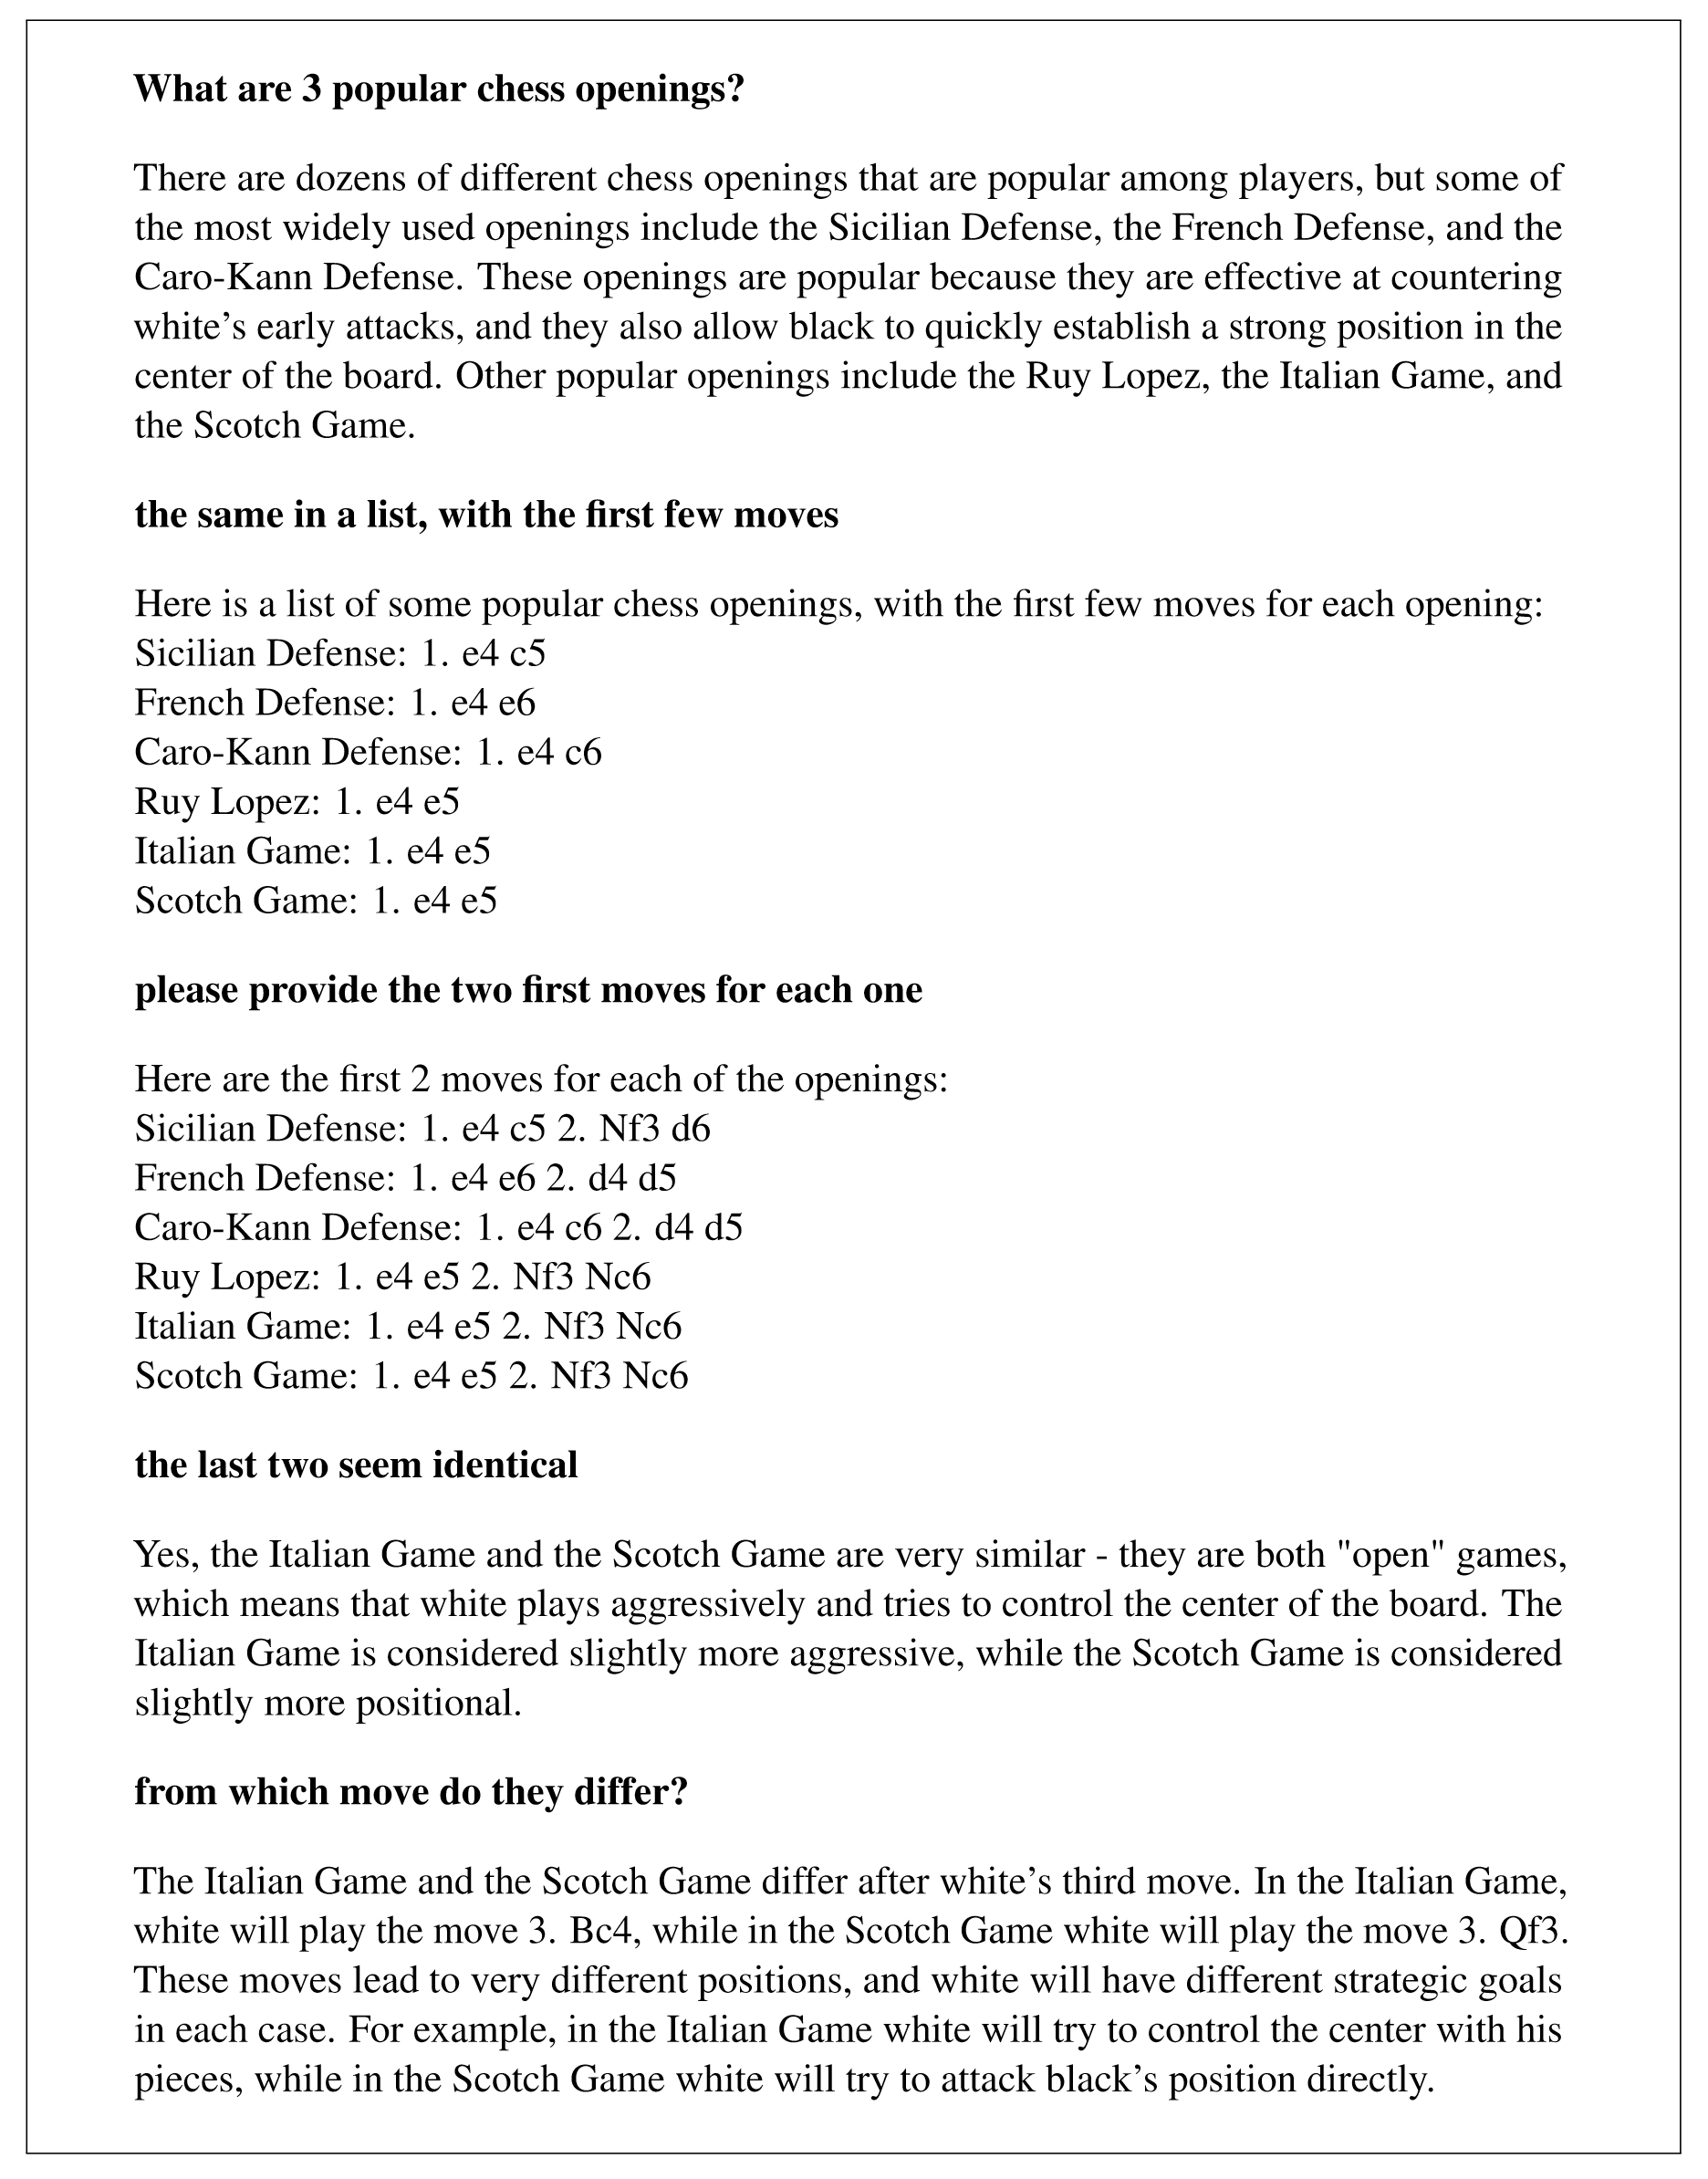 What are 3 popular chess openings?
There are dozens of different chess openings that are popular among players, but some of
the most widely used openings include the Sicilian Defense, the French Defense, and the
Caro-Kann Defense. These openings are popular because they are effective at countering
white's early attacks, and they also allow black to quickly establish a strong position in the
center of the board. Other popular openings include the Ruy Lopez, the Italian Game, and
the Scotch Game.
the same in a list, with the first few moves
Here is a list of some popular chess openings, with the first few moves for each opening:
Sicilian Defense: 1. e4 c5
French Defense: 1. e4 e6
Caro-Kann Defense: 1. e4 c6
Ruy Lopez: 1. e4 e5
Italian Game: 1. e4 e5
Scotch Game: 1. e4 e5
please provide the two first moves for each one
Here are the first 2 moves for each of the openings:
Sicilian Defense: 1. e4 c5 2. Nf3 d6
French Defense: 1. e4 e6 2. d4 d5
Caro-Kann Defense: 1. e4 c6 2. d4 d5
Ruy Lopez: 1. e4 e5 2. Nf3 Nc6
Italian Game: 1. e4 e5 2. Nf3 Nc6
Scotch Game: 1. e4 e5 2. Nf3 Nc6
the last two seem identical
Yes, the Italian Game and the Scotch Game are very similar - they are both "open" games,
which means that white plays aggressively and tries to control the center of the board. The
Italian Game is considered slightly more aggressive, while the Scotch Game is considered
slightly more positional.
from which move do they differ?
The Italian Game and the Scotch Game differ after white's third move. In the Italian Game,
white will play the move 3. Bc4, while in the Scotch Game white will play the move 3. Qf3.
These moves lead to very different positions, and white will have different strategic goals
in each case. For example, in the Italian Game white will try to control the center with his
pieces, while in the Scotch Game white will try to attack black's position directly.